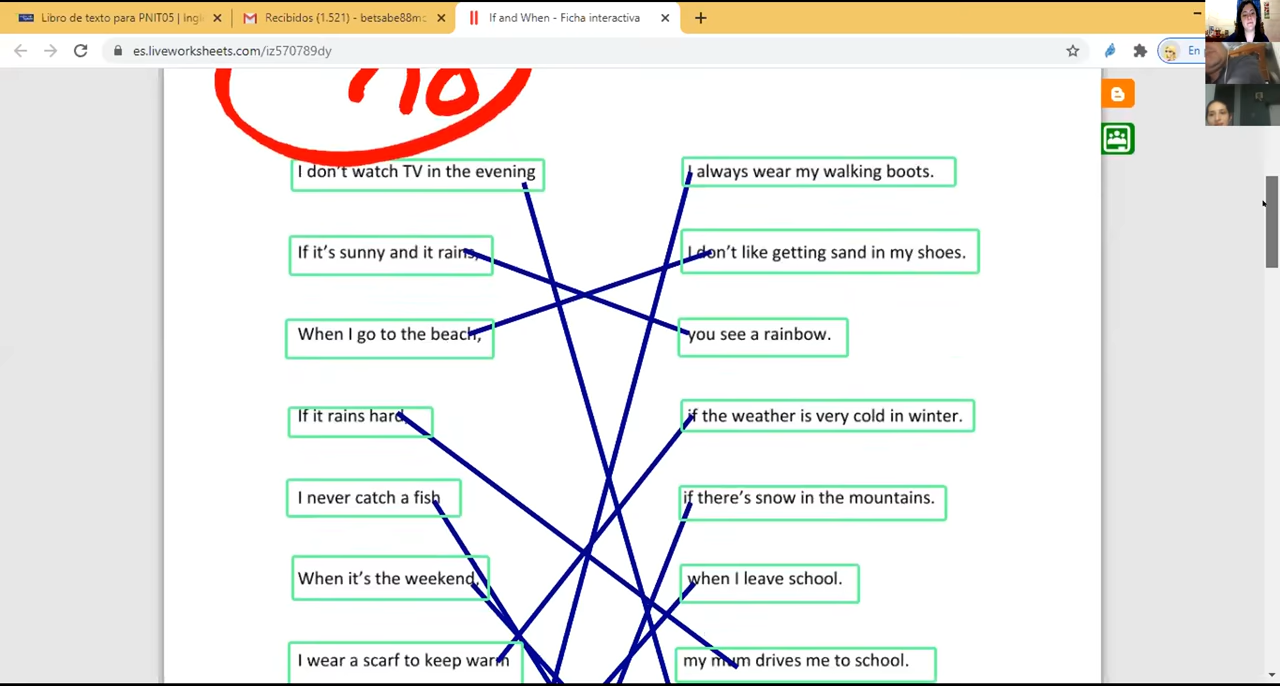 Libro de texto para PNIT05 | Ingl
Recibidos (1.521) - betsabe88mc
If and When - Ficha interactiva
es.liveworksheets.com/iz570789dy
En
10
I don't watch TV in the evening
I always wear my walking boots.
If it's sunny and it rains,
I don't like getting sand in my shoes.
When I go to the beach,
you see a rainbow.
If it rains hard,
if the weather is very cold in winter.
I never catch a fish
if there's snow in the mountains.
When it's the weekend,
when I leave school.
I wear a scarf to keep warm
my mum drives me to school.